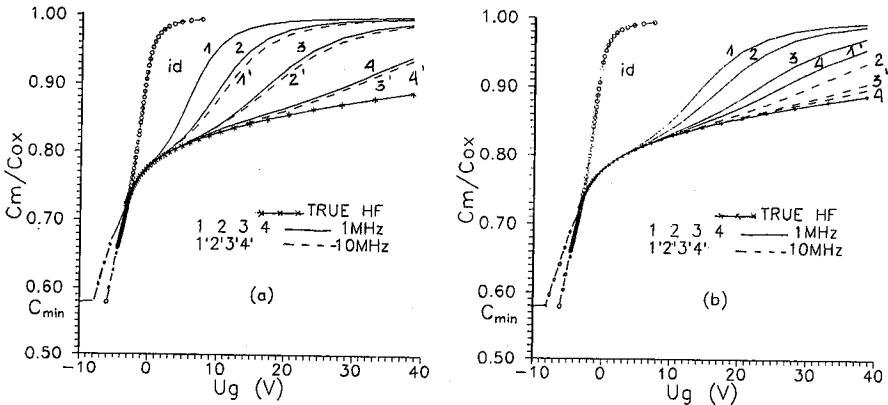 (a)
Cm/Cox
1.00
0.90
0.80
0.70
0.60
C min
0.50
id
1 2 3 4
1' 2' 3' 4'
TRUE HF
1 2 3 4 1MHz
1'2'3'4' 10MHz
(a)
-10 0 10 20 30 40
Ug (V)
(b)
Cm/Cox
1.00
0.90
0.80
0.70
0.60
C min
0.50
id
1 2 3 4 1'
2'
3'
4
TRUE HF
1 2 3 4 1MHz
1'2'3'4' 10MHz
(b)
-10 0 10 20 30 40
Ug (V)